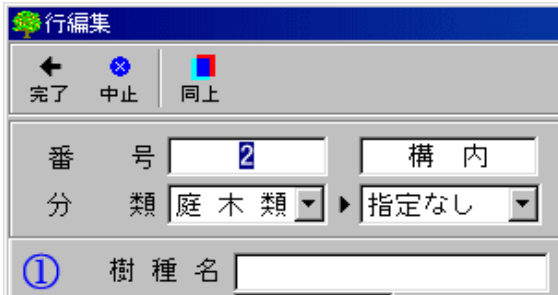 行編集
完了 中止 同上
番 号 2 構 内
分 類 庭 木 類 指定なし
① 樹 種 名